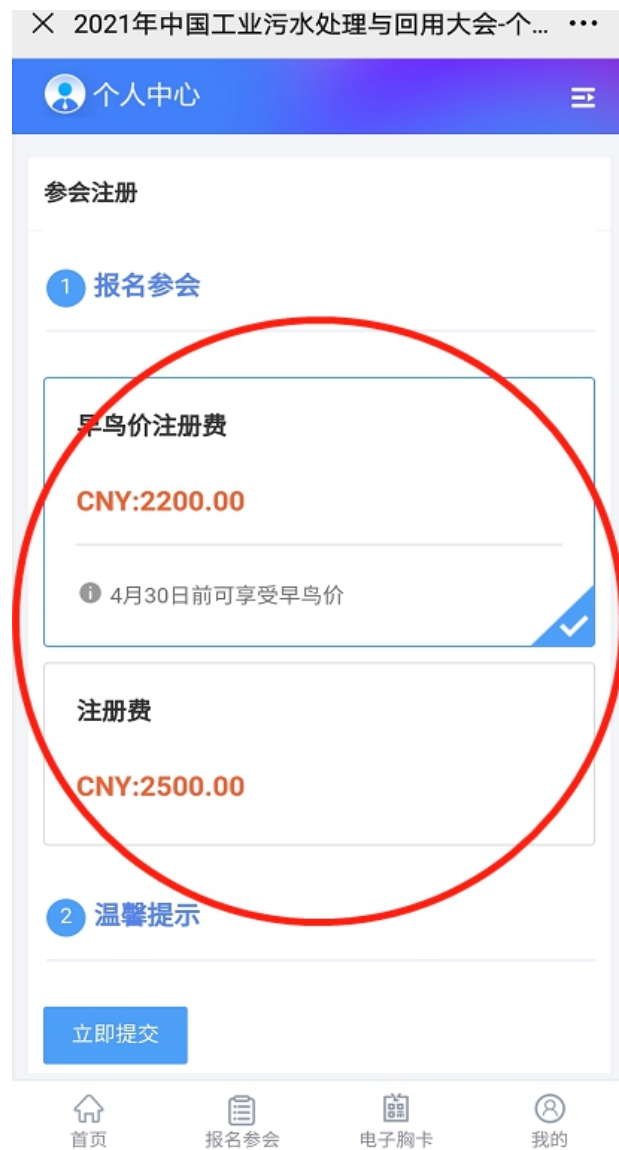 2021年中国工业污水处理与回用大会-个... 
个人中心
参会注册
1 报名参会
早鸟价注册费
CNY:2200.00
4月30日前可享受早鸟价
注册费
CNY:2500.00
2 温馨提示
立即提交
首页 报名参会 电子胸卡 我的